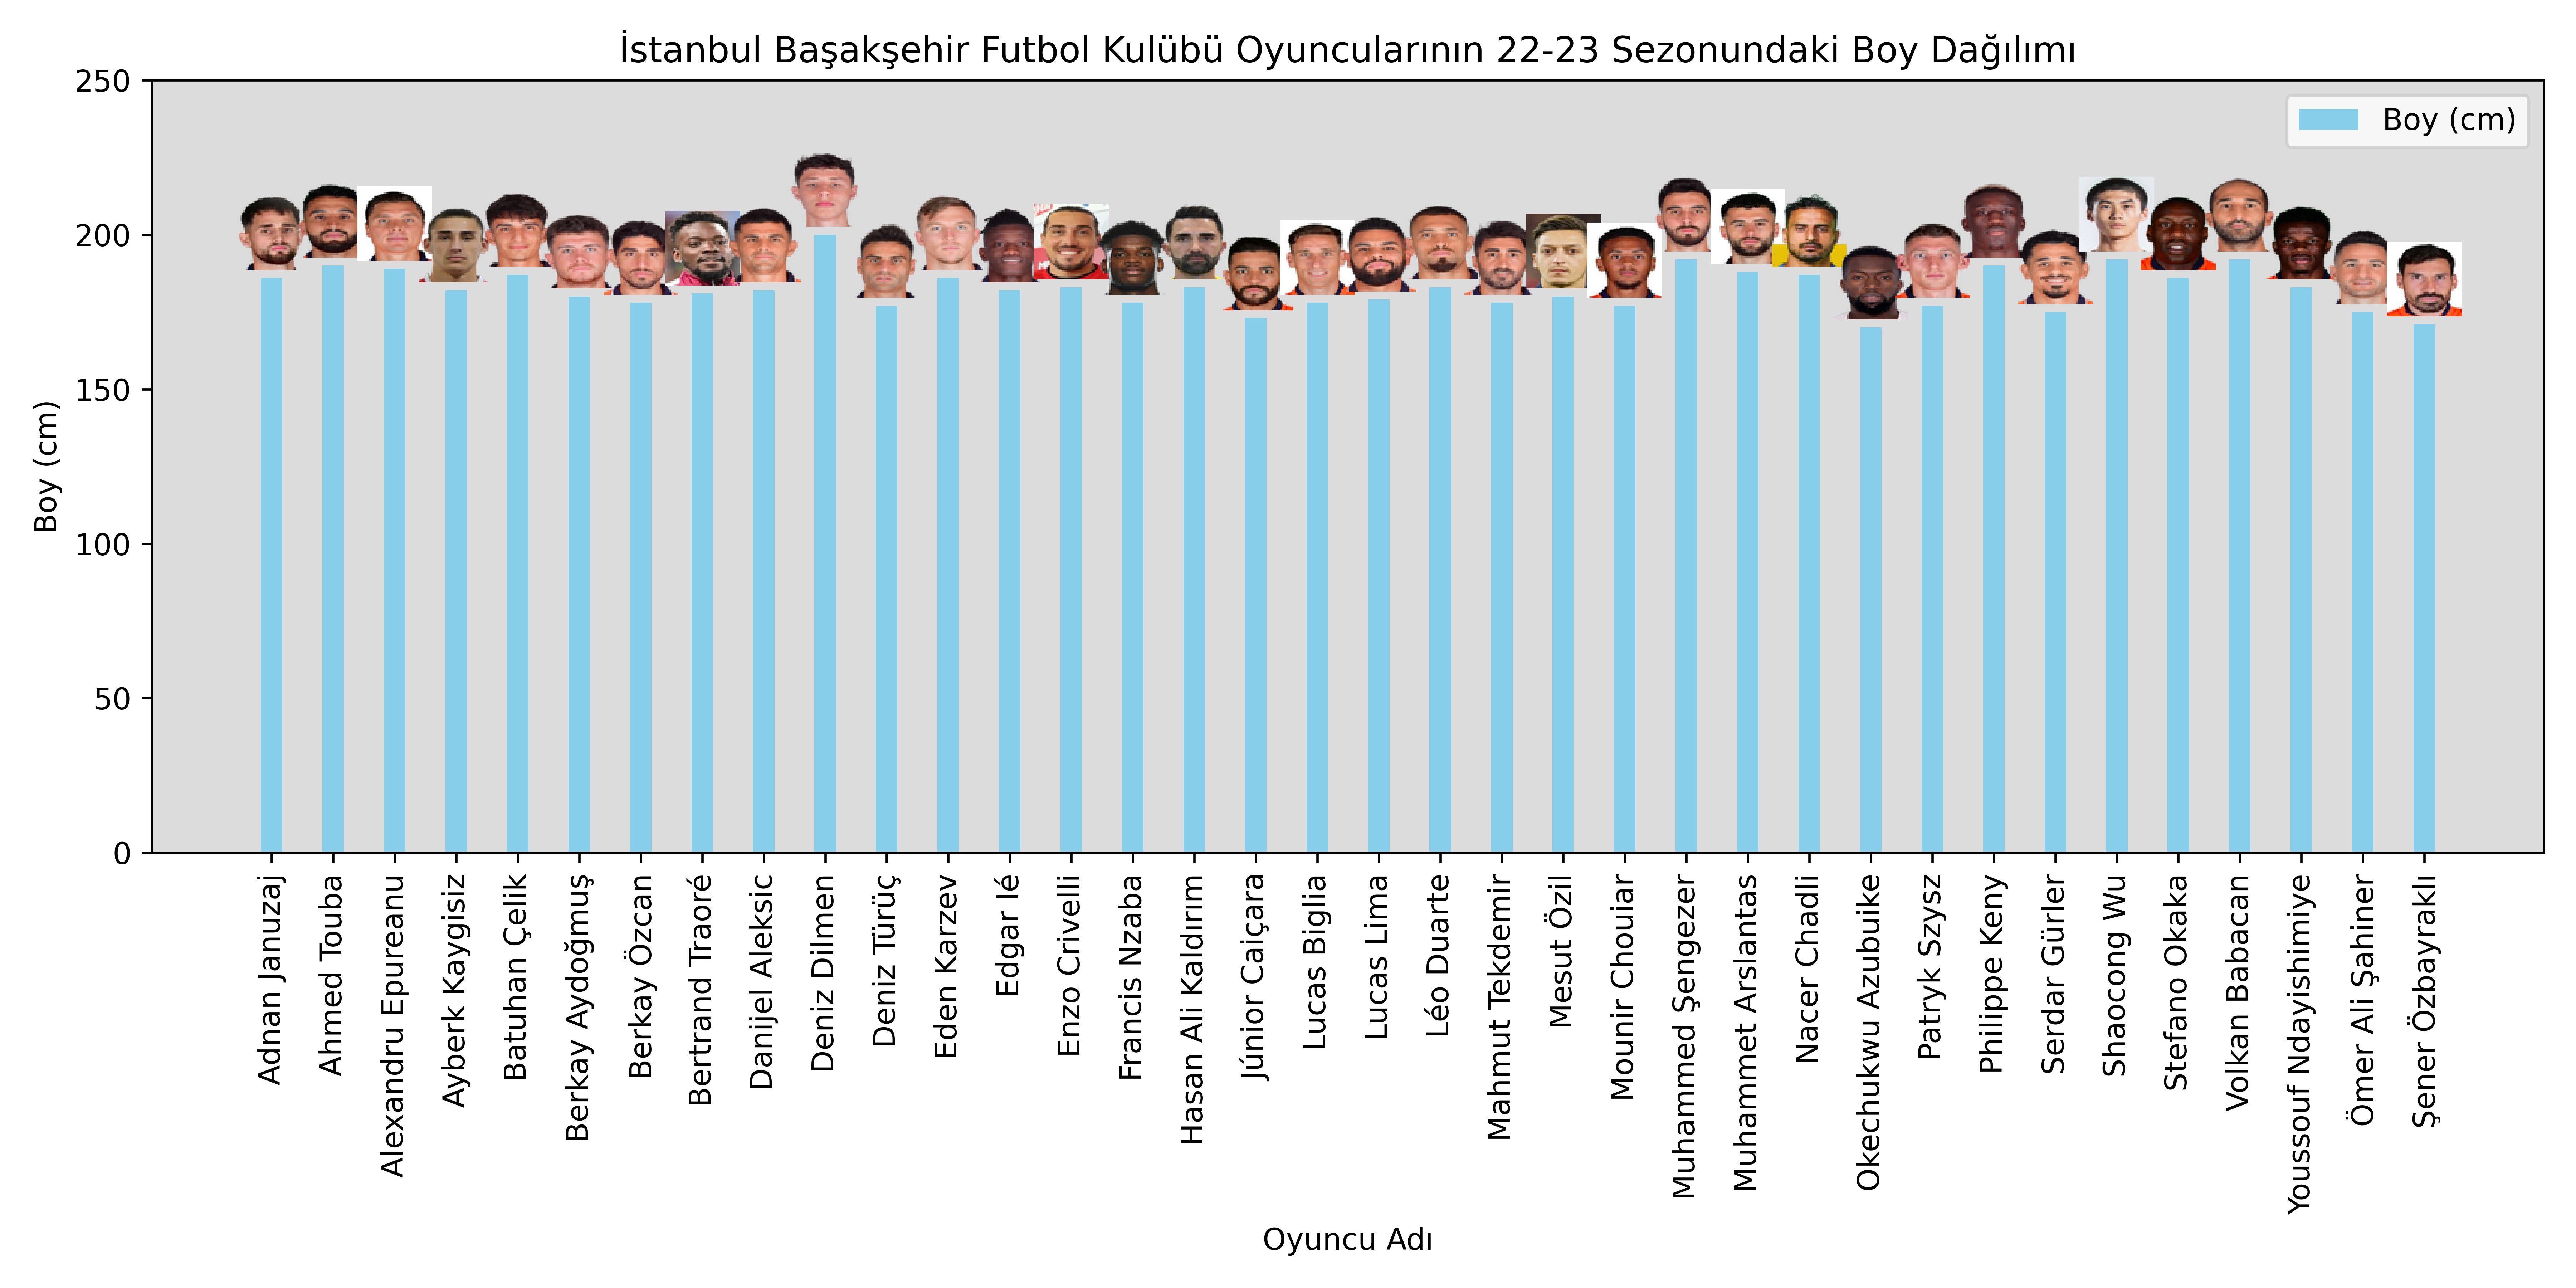 İstanbul Başakşehir Futbol Kulübü Oyuncularının 22-23 Sezonundaki Boy Dağılımı
Boy (cm)
250
200
150
100
50
0
Boy (cm)
Adnan Januzaj
Ahmed Touba
Alexandru Epureanu
Ayberk Kaygisiz
Batuhan Çelik
Berkay Aydoğmuş
Berkay Özcan
Bertrand Traoré
Danijel Aleksic
Deniz Dilmen
Deniz Türüç
Eden Karzev
Edgar Ié
Enzo Crivelli
Francis Nzaba
Hasan Ali Kaldırım
Júnior Caiçara
Lucas Biglia
Lucas Lima
Léo Duarte
Mahmut Tekdemir
Mesut Özil
Mounir Chouiar
Muhammed Şengezer
Muhammet Arslantas
Nacer Chadli
Okechukwu Azubuike
Patryk Szysz
Philippe Keny
Serdar Gürler
Shaocong Wu
Stefano Okaka
Volkan Babacan
Youssouf Ndayishimiye
Ömer Ali Şahiner
Şener Özbayraklı
Oyuncu Adı